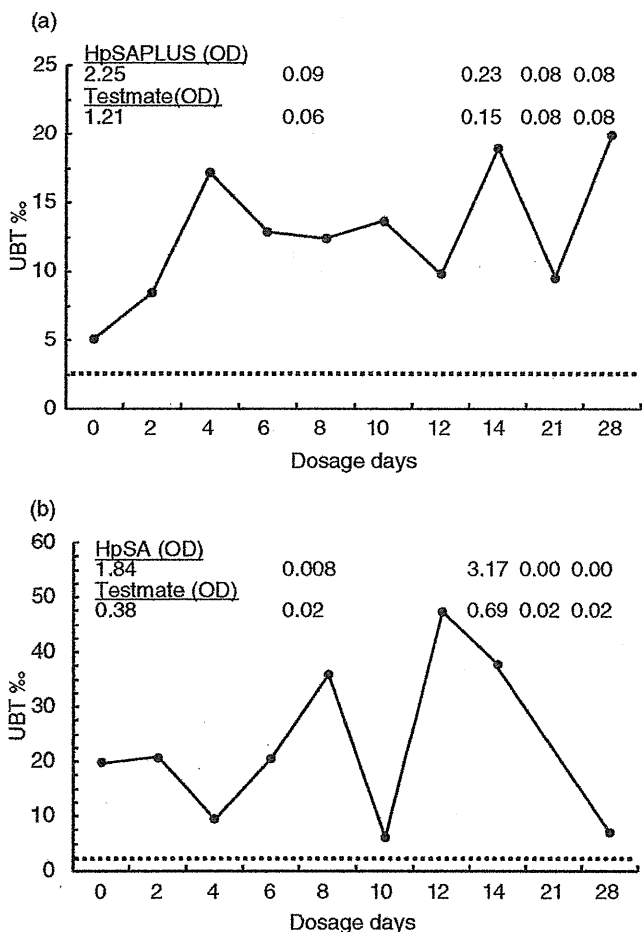 (a)
HpSAPLUS (OD)
2.25 0.09 0.23 0.08 0.08
Testmate(OD)
1.21 0.06 0.15 0.08 0.08
25
20
15
10
5
0
UBT ‰
0 2 4 6 8 10 12 14 21 28
Dosage days
(b)
HpSA (OD)
1.84 0.008 3.17 0.00 0.00
Testmate (OD)
0.38 0.02 0.69 0.02 0.02
60
50
40
30
20
10
0
UBT ‰
0 2 4 6 8 10 12 14 21 28
Dosage days